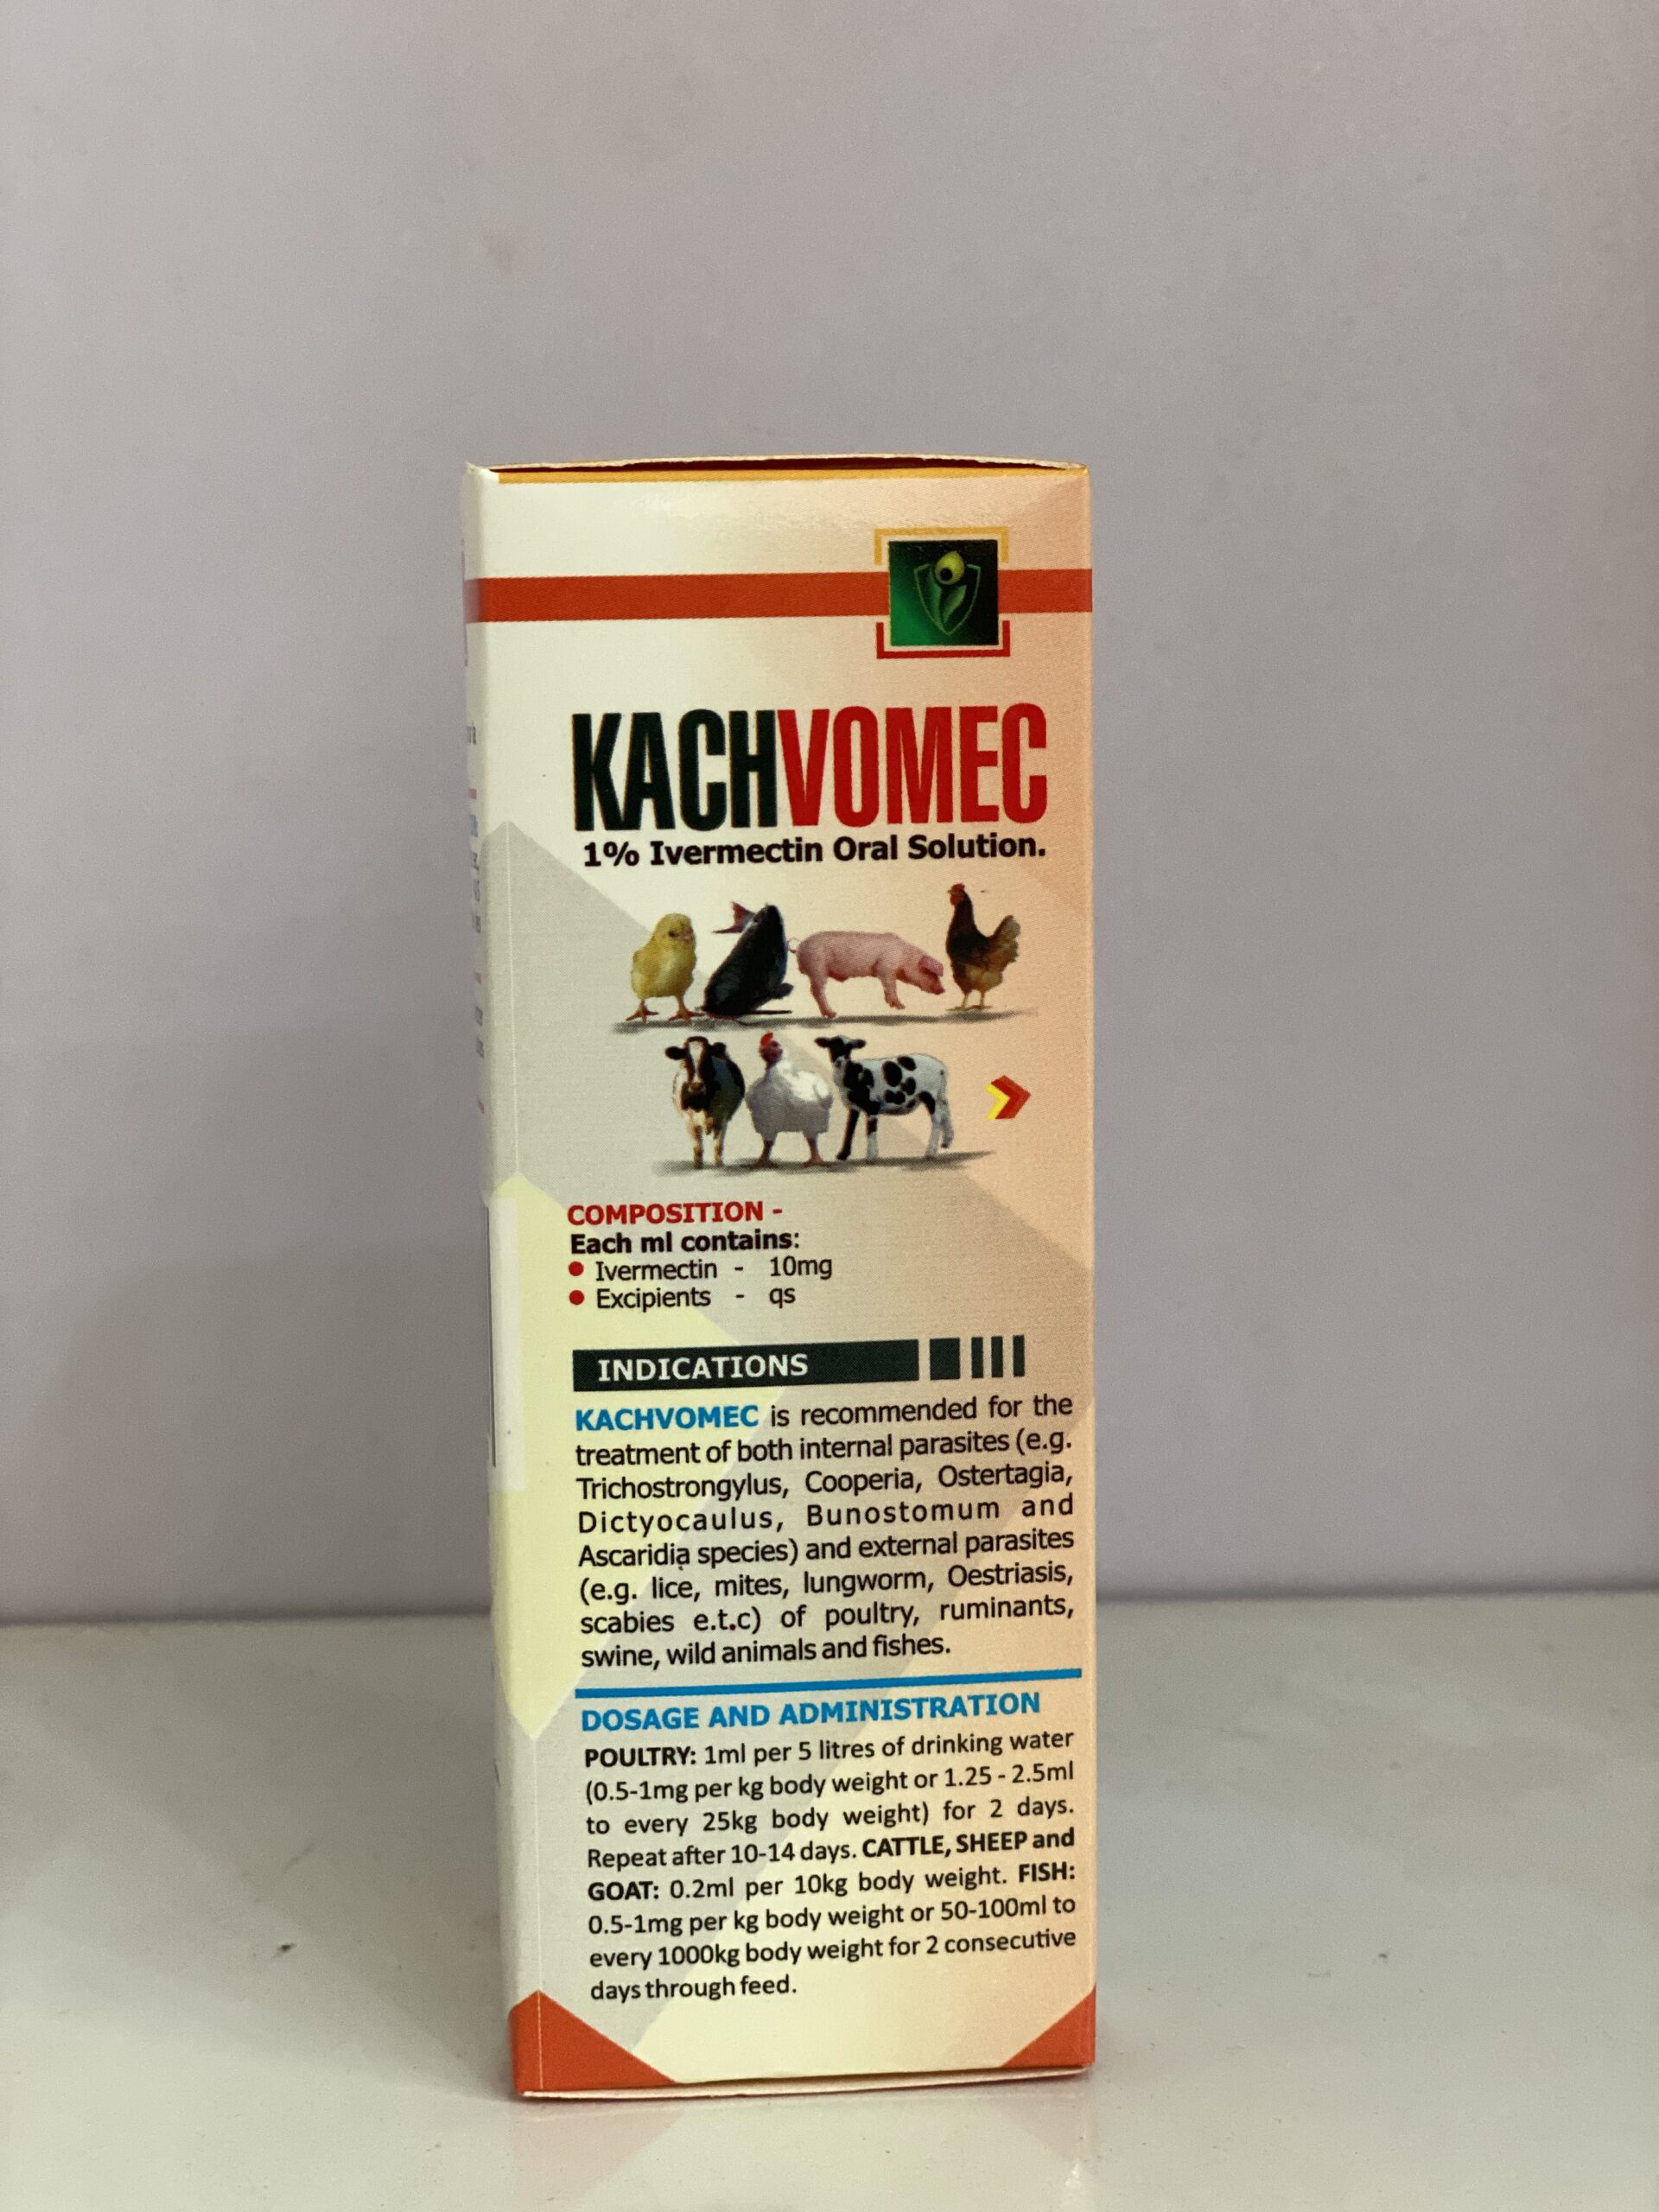 KACHVOMEC
1% Ivermectin Oral Solution.
COMPOSITION -
Each ml contains:
Ivermectin - 10mg
Excipients - qs
INDICATIONS
KACHVOMEC is recommended for the
treatment of both internal parasites (e.g.
Trichostrongylus, Cooperia, Ostertagia,
Dictyocaulus, Bunostomum and
Ascaridia species) and external parasites
(e.g. lice, mites, lungworm, Oestriasis,
scabies e.t.c) of poultry, ruminants,
swine, wild animals and fishes.
DOSAGE AND ADMINISTRATION
POULTRY: 1ml per 5 litres of drinking water
(0.5-1mg per kg body weight or 1.25 - 2.5ml
to every 25kg body weight) for 2 days.
Repeat after 10-14 days. CATTLE, SHEEP and
GOAT: 0.2ml per 10kg body weight. FISH:
0.5-1mg per kg body weight or 50-100ml to
every 1000kg body weight for 2 consecutive
days through feed.